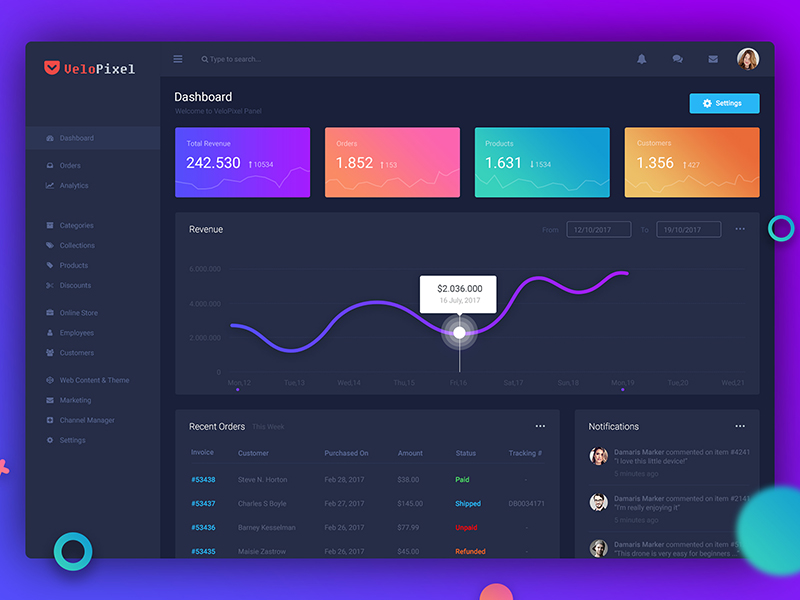 VeloPixel
Type to search...
Dashboard
Orders
Analytics
Categories
Collections
Products
Discounts
Online Store
Employees
Customers
Web Content & Theme
Marketing
Channel Manager
Settings
Dashboard
Welcome to VeloPixel Panel
Settings
Total Revenue
242.530 10534
Orders
1.852 153
Products
1.631 1534
Customers
1.356 427
Revenue
From 12/10/2017 To 19/10/2017
6.000.000
4.000.000
2.000.000
0
$2.036.000
16 July, 2017
Mon,12 Tue,13 Wed,14 Thu,15 Fri,16 Sat,17 Sun,18 Mon,19 Tue,20 Wed,21
Recent Orders This Week
Invoice Customer Purchased On Amount Status Tracking #
#53438 Steve N. Horton Feb 28, 2017 $38.00 Paid -
#53437 Charles S Boyle Feb 27, 2017 $145.00 Shipped DB0034171
#53436 Barney Kesselman Feb 26, 2017 $77.99 Unpaid -
#53435 Maisie Zastrow Feb 26, 2017 $45.00 Refunded -
Notifications
Damaris Marker commented on item #4241
"I love this little device!"
5 minutes ago
Damaris Marker commented on item
"I'm really enjoying it"
5 minutes ago
Damaris Marker commented on item
"This drone is very easy for beginners ..."